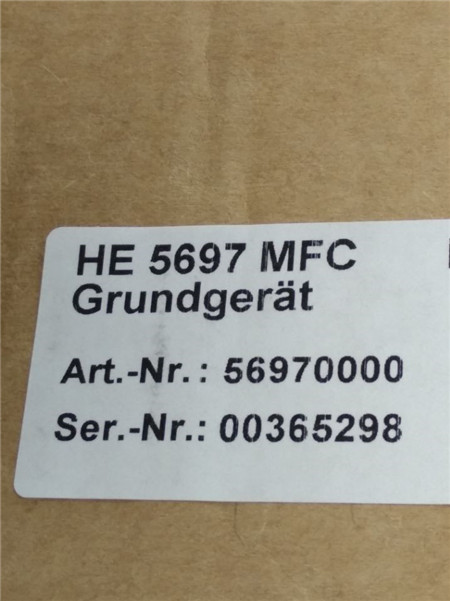 HE 5697 MFC
Grundgerät
Art.-Nr.: 56970000
Ser.-Nr.: 00365298